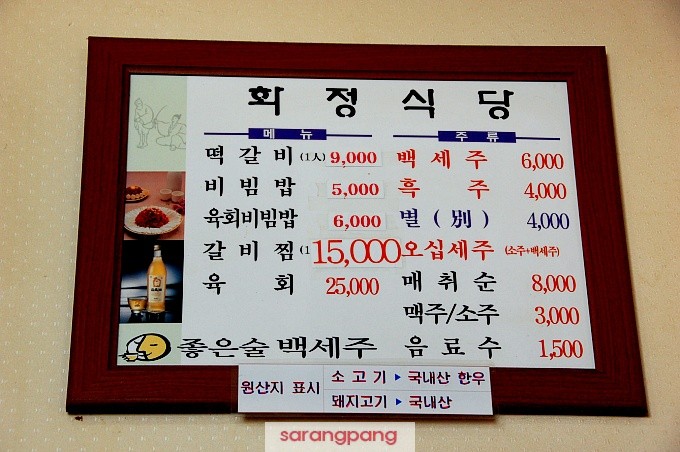 화정식당
메뉴
떡갈비 (1人) 9,000
비빔밥 5,000
육회비빔밥 6,000
갈비찜 (1 15,000
육회 25,000
주류
백세주 6,000
흑주 4,000
별(別) 4,000
오십세주 (소주+백세주)
매취순 8,000
맥주/소주 3,000
음료수 1,500
좋은술 백세주
원산지 표시
소고기 ▶ 국내산 한우
돼지고기 ▶ 국내산
sarangpang